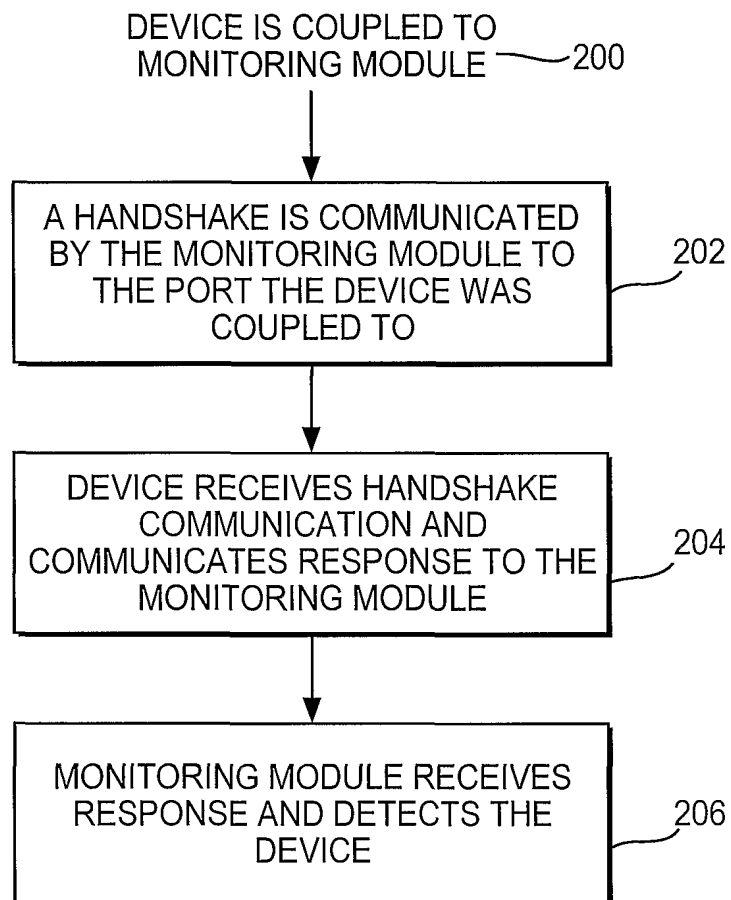 DEVICE IS COUPLED TO
MONITORING MODULE 200
A HANDSHAKE IS COMMUNICATED
BY THE MONITORING MODULE TO
THE PORT THE DEVICE WAS
COUPLED TO
202
DEVICE RECEIVES HANDSHAKE
COMMUNICATION AND
COMMUNICATES RESPONSE TO THE
MONITORING MODULE
204
MONITORING MODULE RECEIVES
RESPONSE AND DETECTS THE
DEVICE
206